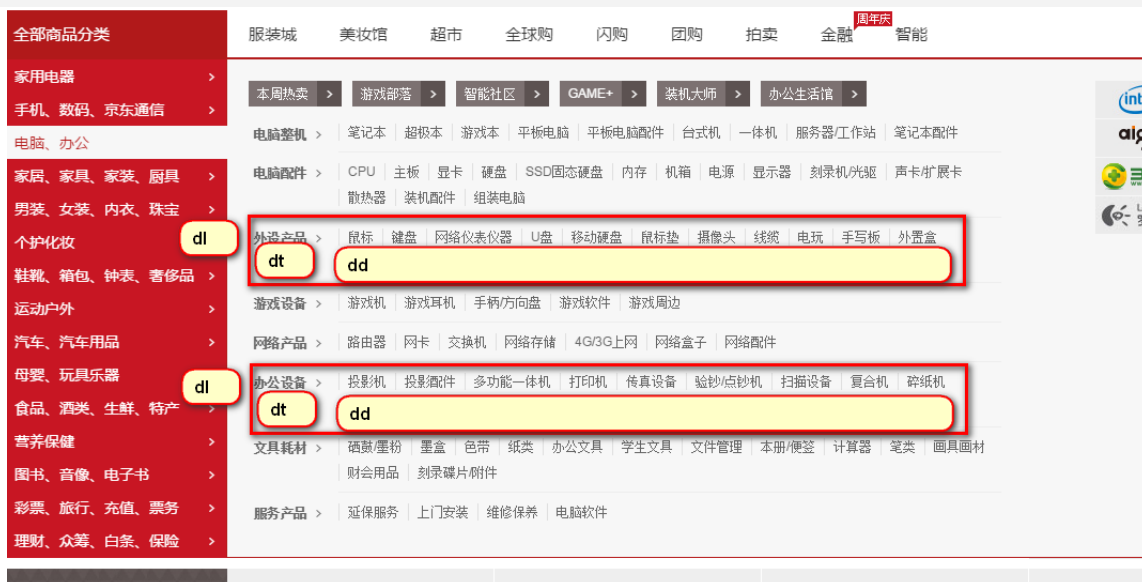 周年庆
全部商品分类 服装城 美妆馆 超市 全球购 闪购 团购 拍卖 金融 智能
家用电器 >
手机、数码、京东通信 >
电脑、办公
家居、家具、家装、厨具 >
男装、女装、内衣、珠宝 >
个护化妆
鞋靴、箱包、钟表、奢侈品 >
运动户外 >
汽车、汽车用品 >
母婴、玩具乐器
食品、酒类、生鲜、特产 >
营养保健 >
图书、音像、电子书 >
彩票、旅行、充值、票务 >
理财、众筹、白条、保险 >
本周热卖 > 游戏部落 > 智能社区 > GAME+ > 装机大师 > 办公生活馆 >
电脑整机 > 笔记本 超极本 游戏本 平板电脑 平板电脑配件 台式机 一体机 服务器/工作站 笔记本配件
电脑配件 > CPU 主板 显卡 硬盘 SSD固态硬盘 内存 机箱 电源 显示器 刻录机/光驱 声卡/扩展卡
散热器 装机配件 组装电脑
dl
外设产品 > 鼠标 键盘 网络仪表仪器 U盘 移动硬盘 鼠标垫 摄像头 线缆 电玩 手写板 外置盒
dt dd
游戏设备 > 游戏机 游戏耳机 手柄/方向盘 游戏软件 游戏周边
网络产品 > 路由器 网卡 交换机 网络存储 4G/3G上网 网络盒子 网络配件
dl
办公设备 > 投影机 投影配件 多功能一体机 打印机 传真设备 验钞/点钞机 扫描设备 复合机 碎纸机
dt dd
文具耗材 > 硒鼓/墨粉 墨盒 色带 纸类 办公文具 学生文具 文件管理 本册/便签 计算器 笔类 画具画材
财会用品 刻录碟片/附件
服务产品 > 延保服务 上门安装 维修保养 电脑软件